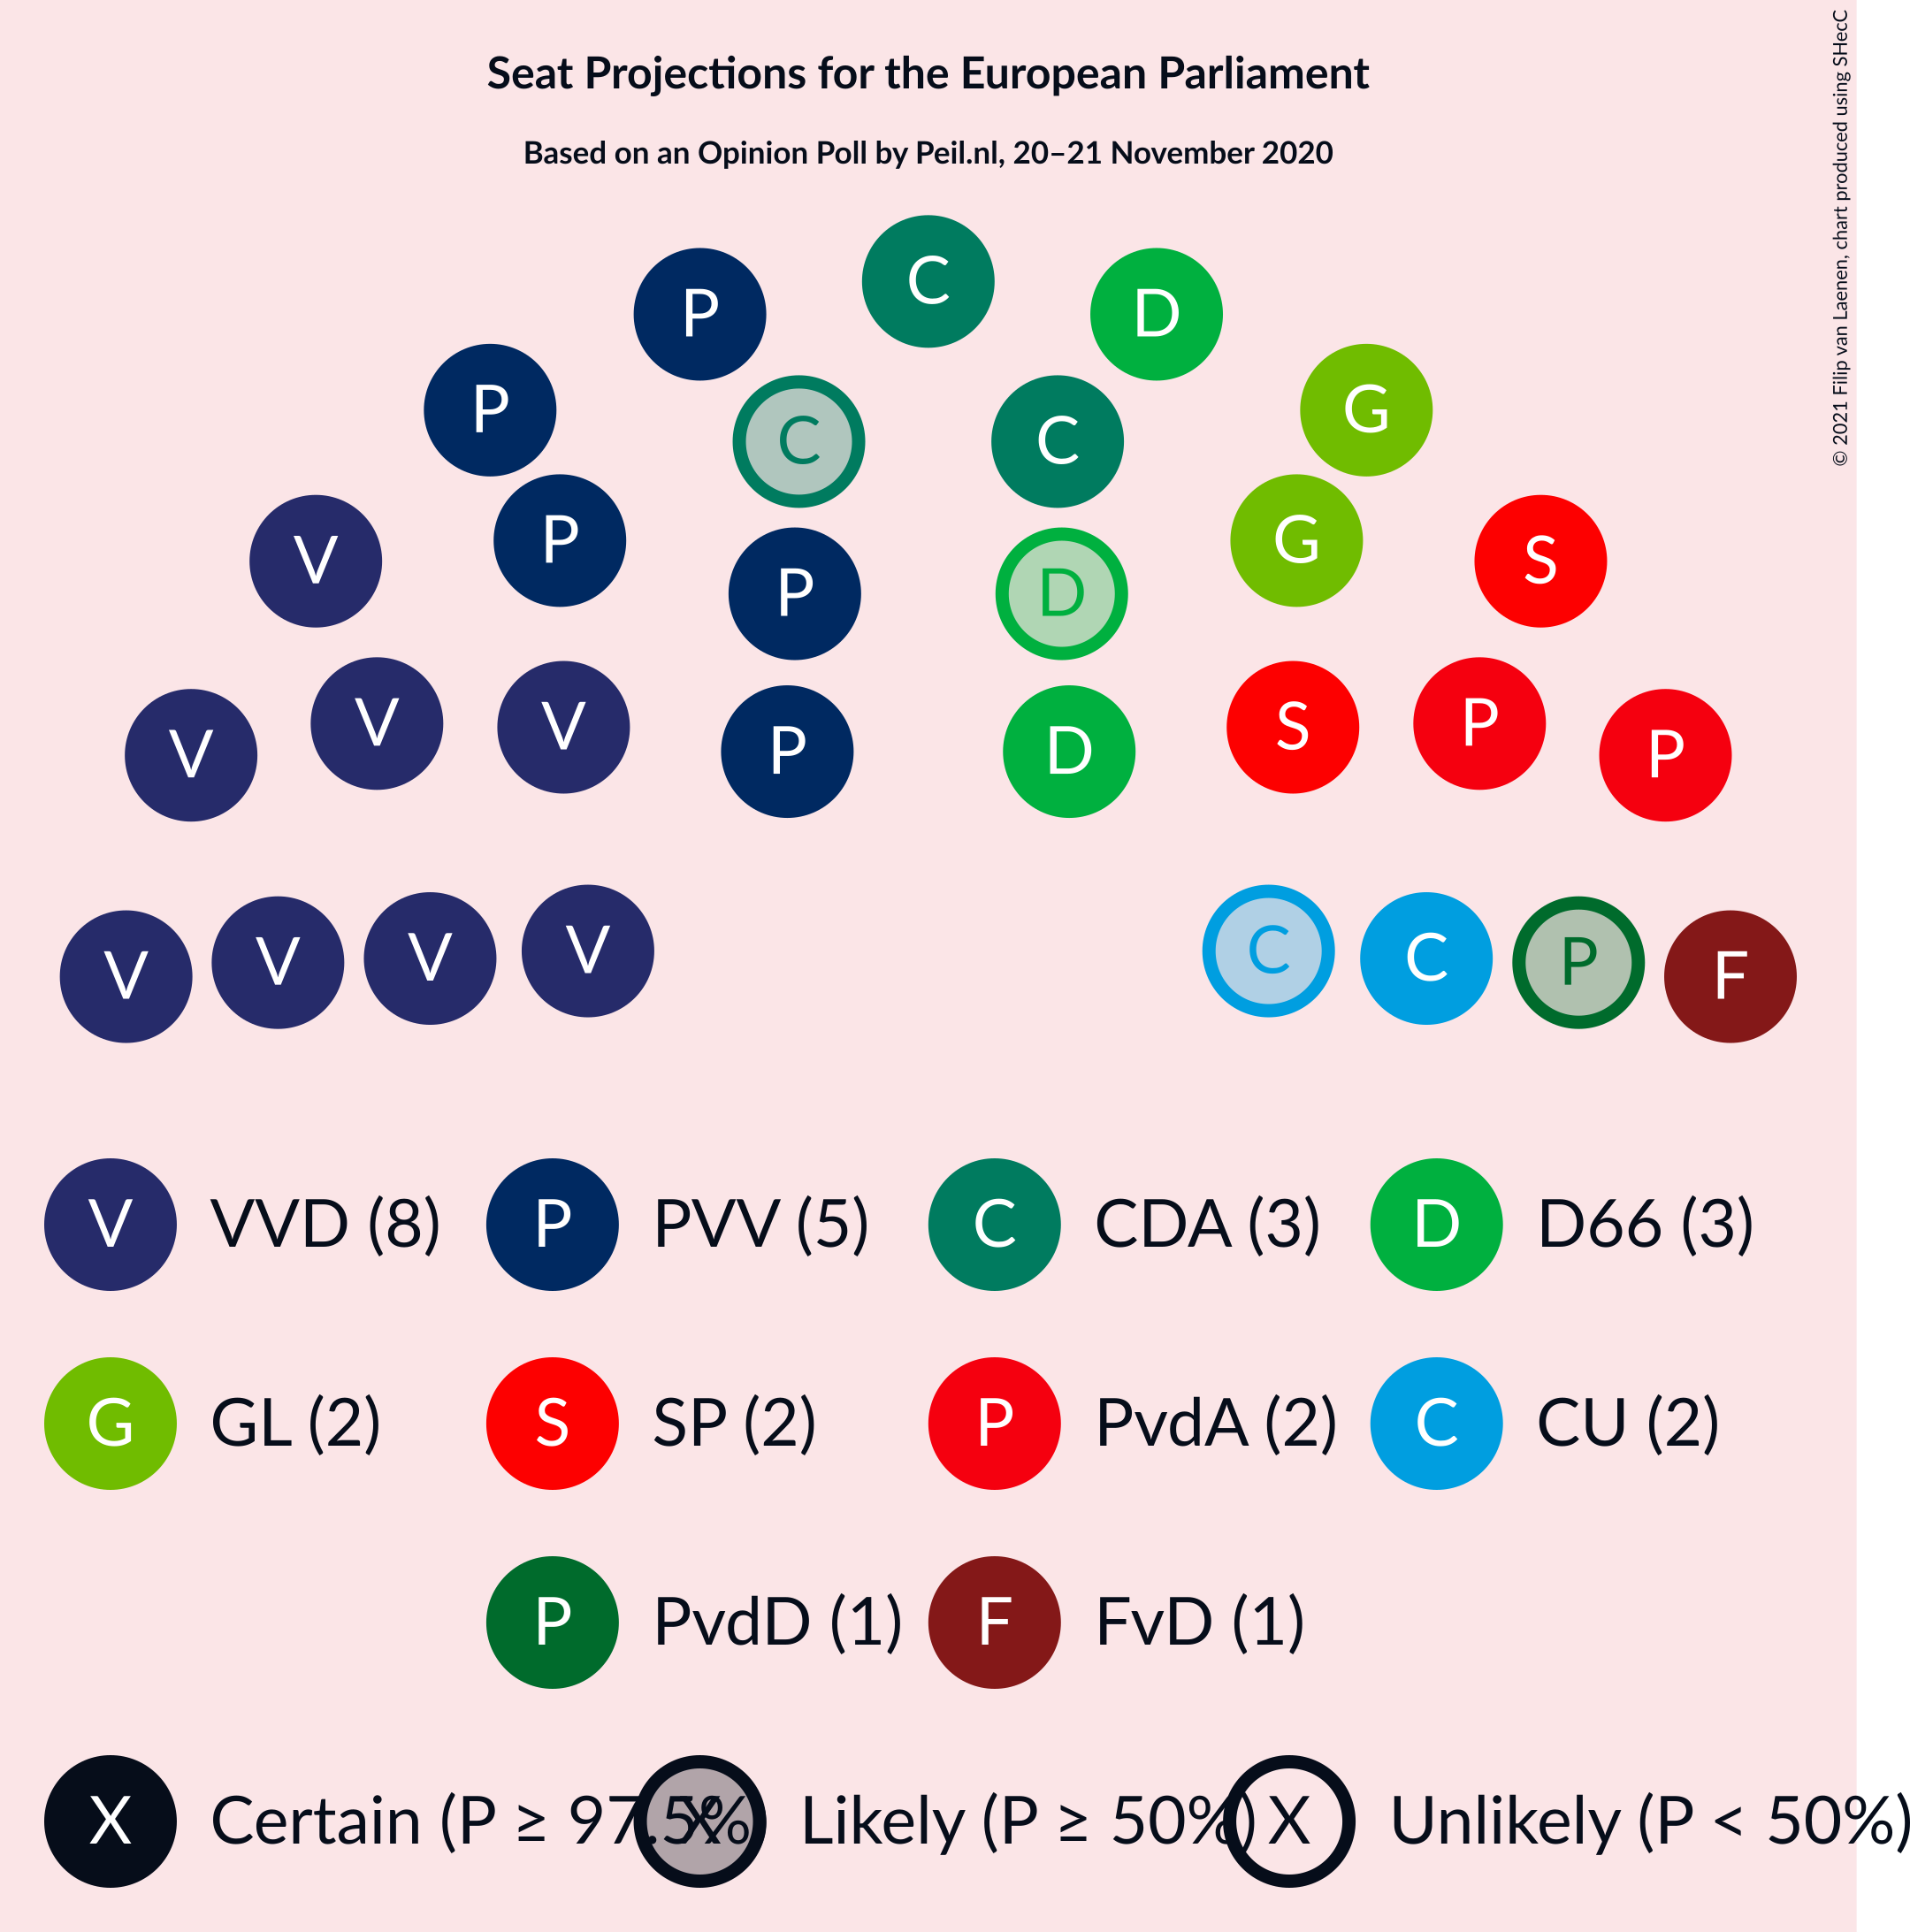 Seat Projections for the European Parliament
Based on an Opinion Poll by Peil.nl, 20–21 November 2020
© 2021 Filip van Laenen, chart produced using SHecC
C
P D
P G
C C
P G
V S
P D
V P
V S
V P
P D
V C
V C
V P
V F
V VVD (8) P PVV (5) C CDA (3) D D66 (3)
G GL (2) S SP (2) P PvdA (2) C CU (2)
P PvdD (1) F FvD (1)
X Certain (P ≥ 97.5% X Likely (P ≥ 50%) X Unlikely (P < 50%)